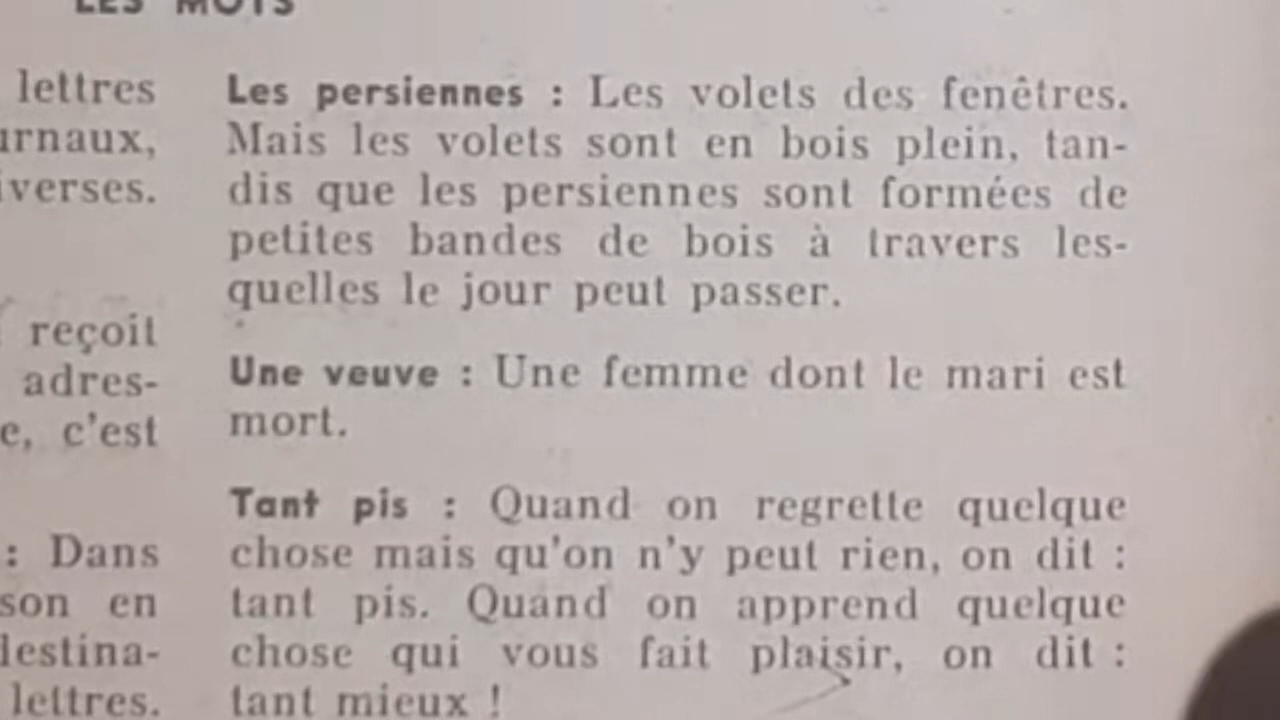 LES MOTS
lettres
urnaux,
iverses.
reçoit
adres-
e, c'est
: Dans
son en
destina-
lettres.
Les persiennes : Les volets des fenêtres.
Mais les volets sont en bois plein, tan-
dis que les persiennes sont formées de
petites bandes de bois à travers les-
quelles le jour peut passer.
Une veuve : Une femme dont le mari est
mort.
Tant pis : Quand on regrette quelque
chose mais qu'on n'y peut rien, on dit :
tant pis. Quand on apprend quelque
chose qui vous fait plaisir, on dit :
tant mieux !